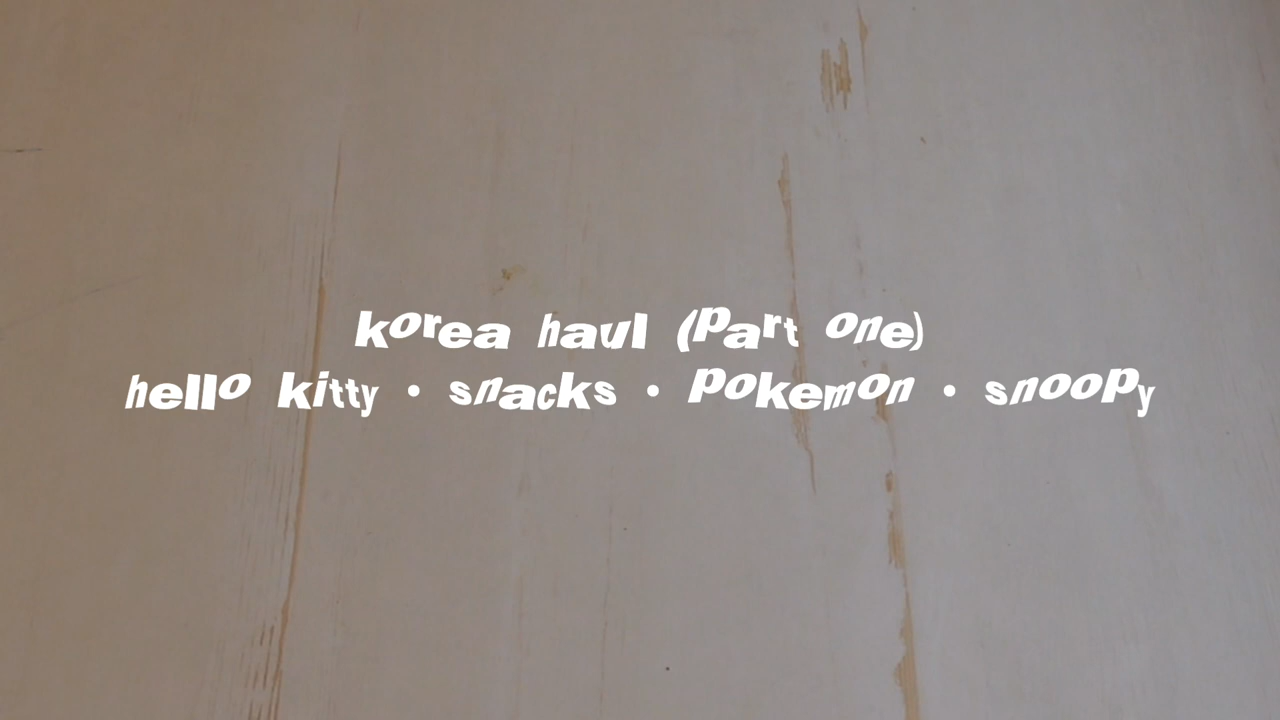 korea haul (part one)
hello kitty • snacks • pokemon • snoopy